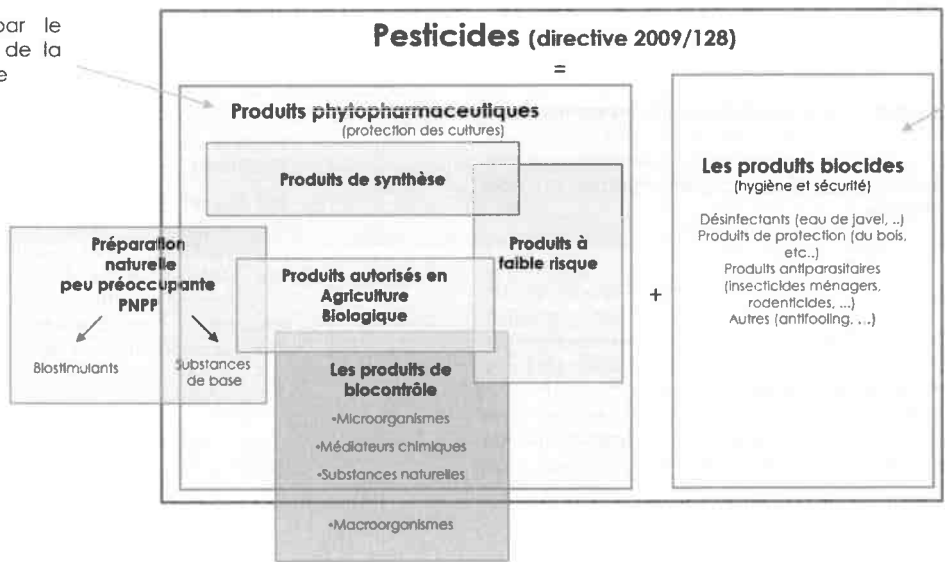 par le
de la
e
Pesticides (directive 2009/128)
=
Produits phytopharmaceutiques
(protection des cultures)
Produits de synthèse
Produits à
faible risque
Préparation
naturelle
peu préoccupante
PNPP
Biostimulants
Substances
de base
Produits autorisés en
Agriculture
Biologique
Les produits de
biocontrôle
•Microorganismes
•Médiateurs chimiques
•Substances naturelles
•Macroorganismes
+
Les produits biocides
(hygiène et sécurité)
Désinfectants (eau de javel, ..)
Produits de protection (du bois,
etc..)
Produits antiparasitaires
(insecticides ménagers,
rodenticides, ...)
Autres (antifooling, ...)